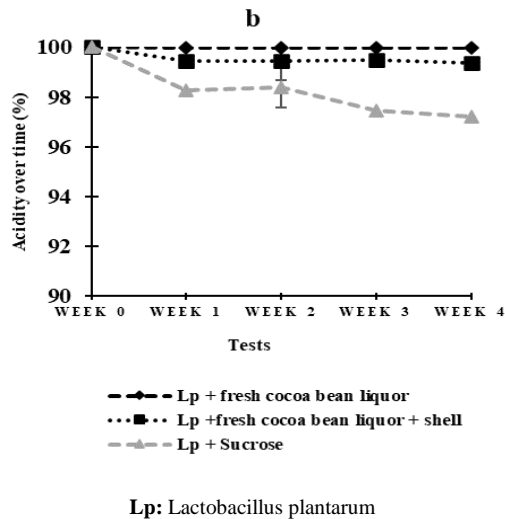 b
Acidity over time (%)
100
98
96
94
92
90
WEEK 0 WEEK 1 WEEK 2 WEEK 3 WEEK 4
Tests
Lp + fresh cocoa bean liquor
Lp +fresh cocoa bean liquor + shell
Lp + Sucrose
Lp: Lactobacillus plantarum